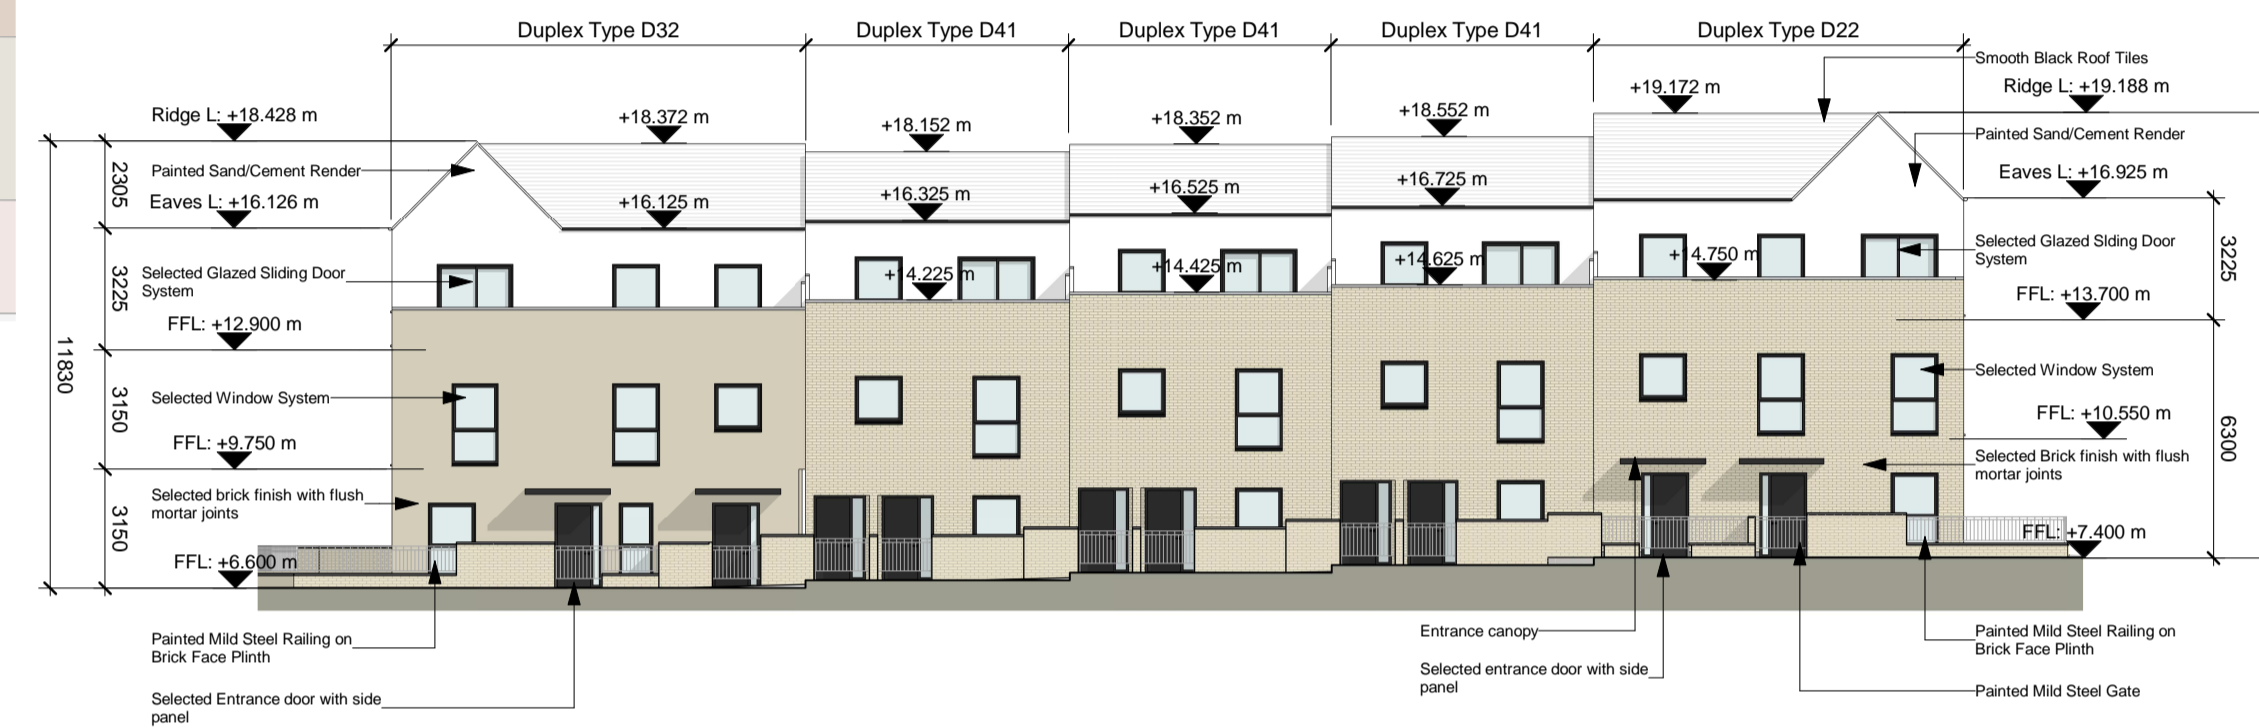 Duplex Type D32
Duplex Type D41
Duplex Type D41
Duplex Type D41
Duplex Type D22
Smooth Black Roof Tiles
+19.172 m
Ridge L: +19.188 m
Ridge L: +18.428 m
+18.372 m
+18.152 m
+18.352 m
+18.552 m
Painted Sand/Cement Render
2305
Painted Sand/Cement Render
Eaves L: +16.925 m
Eaves L: +16.126 m
+16.125 m
+16.325 m
+16.525 m
+16.725 m
Selected Glazed Sliding Door
System
3225
+14.225 m
+14.425 m
+14.625 m
+14.750 m
Selected Glazed Sliding Door
System
3225
FFL: +13.700 m
FFL: +12.900 m
11830
Selected Window System
3150
Selected Window System
FFL: +10.550 m
FFL: +9.750 m
6300
Selected Brick finish with flush
mortar joints
Selected brick finish with flush
mortar joints
3150
FFL: +7.400 m
FFL: +6.600 m
Painted Mild Steel Railing on
Brick Face Plinth
Entrance canopy
Painted Mild Steel Railing on
Brick Face Plinth
Selected entrance door with side
panel
Painted Mild Steel Gate
Selected Entrance door with side
panel